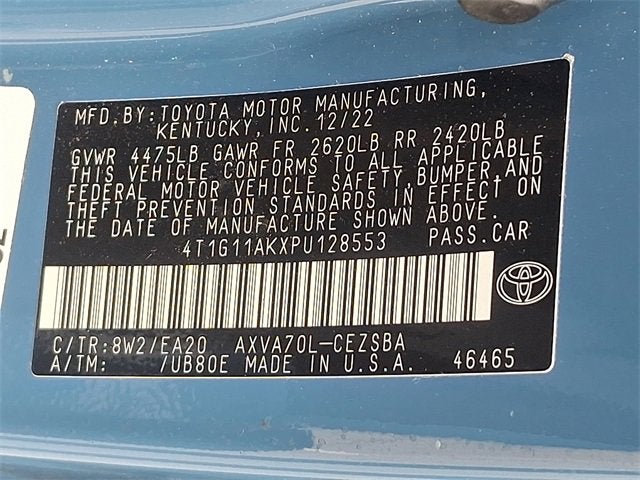 MFD.BY:TOYOTA MOTOR MANUFACTURING,
KENTUCKY,INC.12/22
GVWR 4475LB GAWR FR 2620LB RR 2420LB
THIS VEHICLE CONFORMS TO ALL APPLICABLE
FEDERAL MOTOR VEHICLE SAFETY,BUMPER,AND
THEFT PREVENTION STANDARDS IN EFFECT ON
THE DATE OF MANUFACTURE SHOWN ABOVE.
4T1G11AKXPU128553 PASS.CAR
C/TR:8W2/EA20 AXVA70L-CEZSBA
A/TM: /UB80E MADE IN U.S.A. 46465